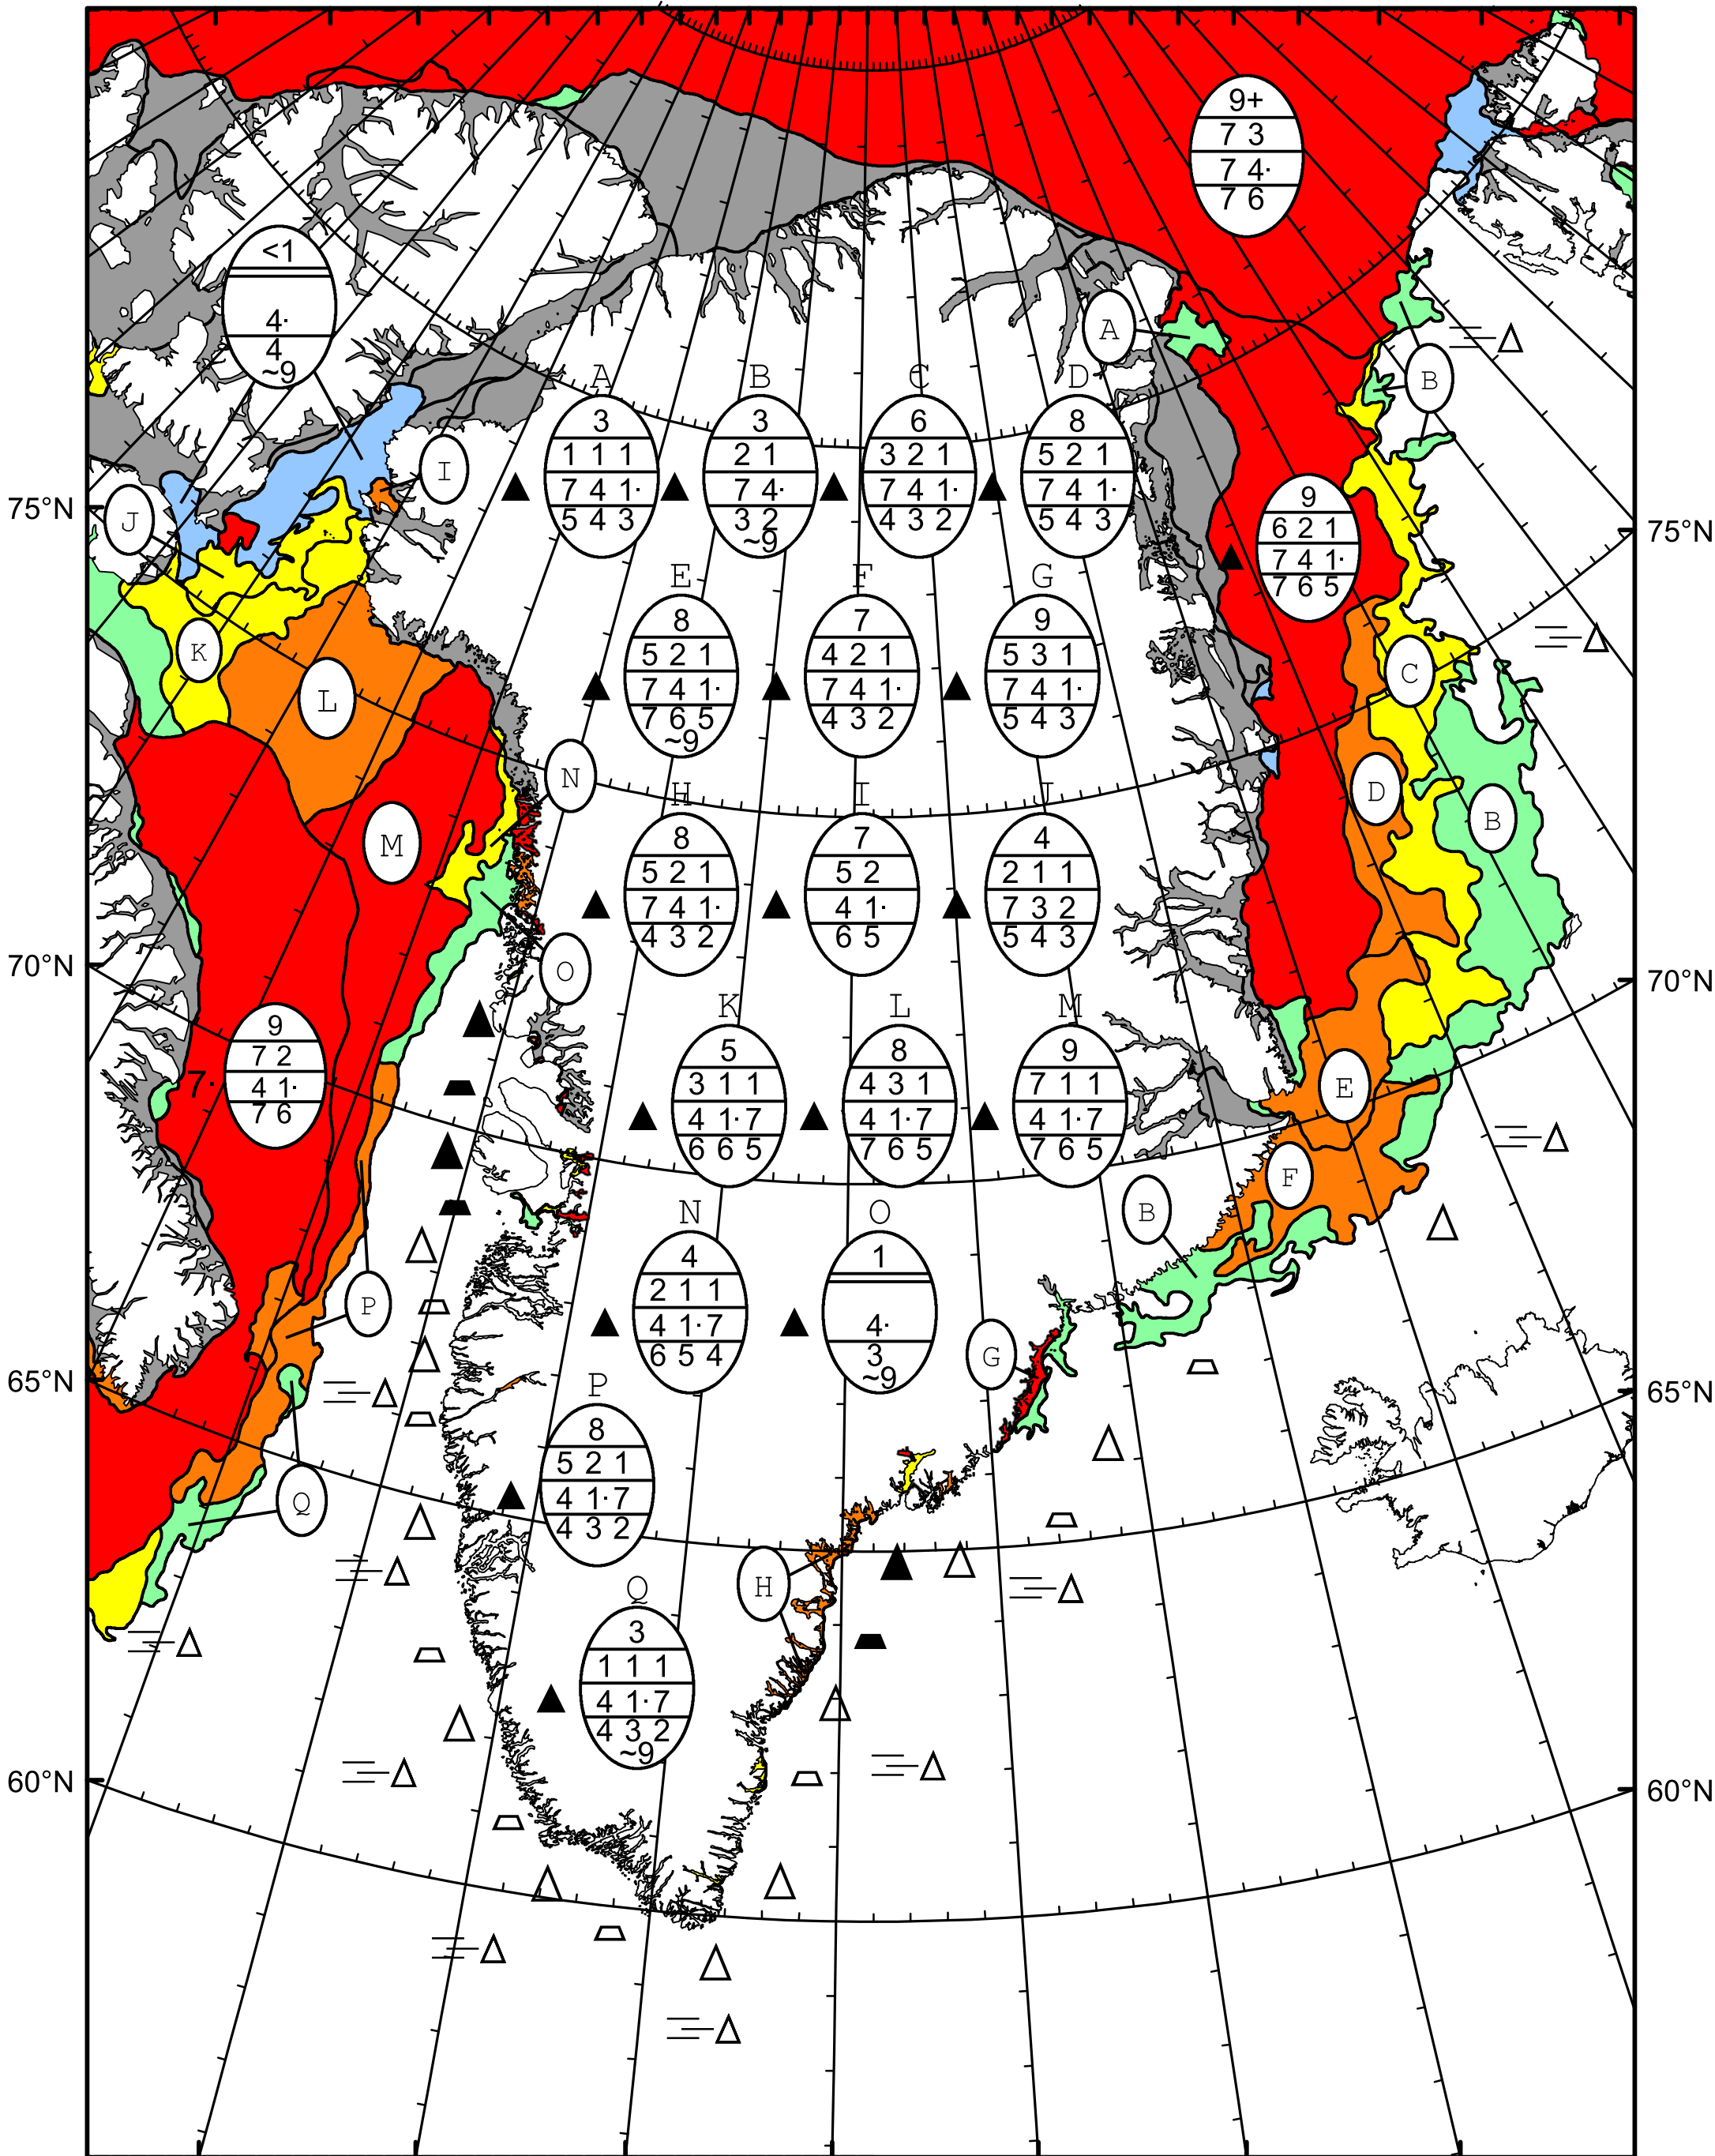 9+
7 3
7 4·
7 6
<1
4·
4
~9
A
B
A B C D
3 3 6 8
1 1 1 2 1 3 2 1 5 2 1
7 4 1· 7 4· 7 4 1· 7 4 1·
5 4 3 3 2 4 3 2 5 4 3
~9
I
J
75°N 75°N
9
6 2 1
7 4 1·
7 6 5
E F G
8 7 9
5 2 1 4 2 1 5 3 1
7 4 1· 7 4 1· 7 4 1·
7 6 5 4 3 2 5 4 3
~9
K
C
L
N
D
B
M
H I J
8 7 4
5 2 1 5 2 2 1 1
7 4 1· 4 1· 7 3 2
4 3 2 6 5 5 4 3
O
70°N 70°N
9
7 2
7· 4 1·
7 6
K L M
5 8 9
3 1 1 4 3 1 7 1 1
4 1·7 4 1·7 4 1·7
6 6 5 7 6 5 7 6 5
E
F
B
N O
4 1
2 1 1
4 1·7 4·
6 5 4 3
~9
P
G
65°N 65°N
P
8
5 2 1
4 1·7
4 3 2
Q
H
Q
3
1 1 1
4 1·7
4 3 2
~9
60°N 60°N